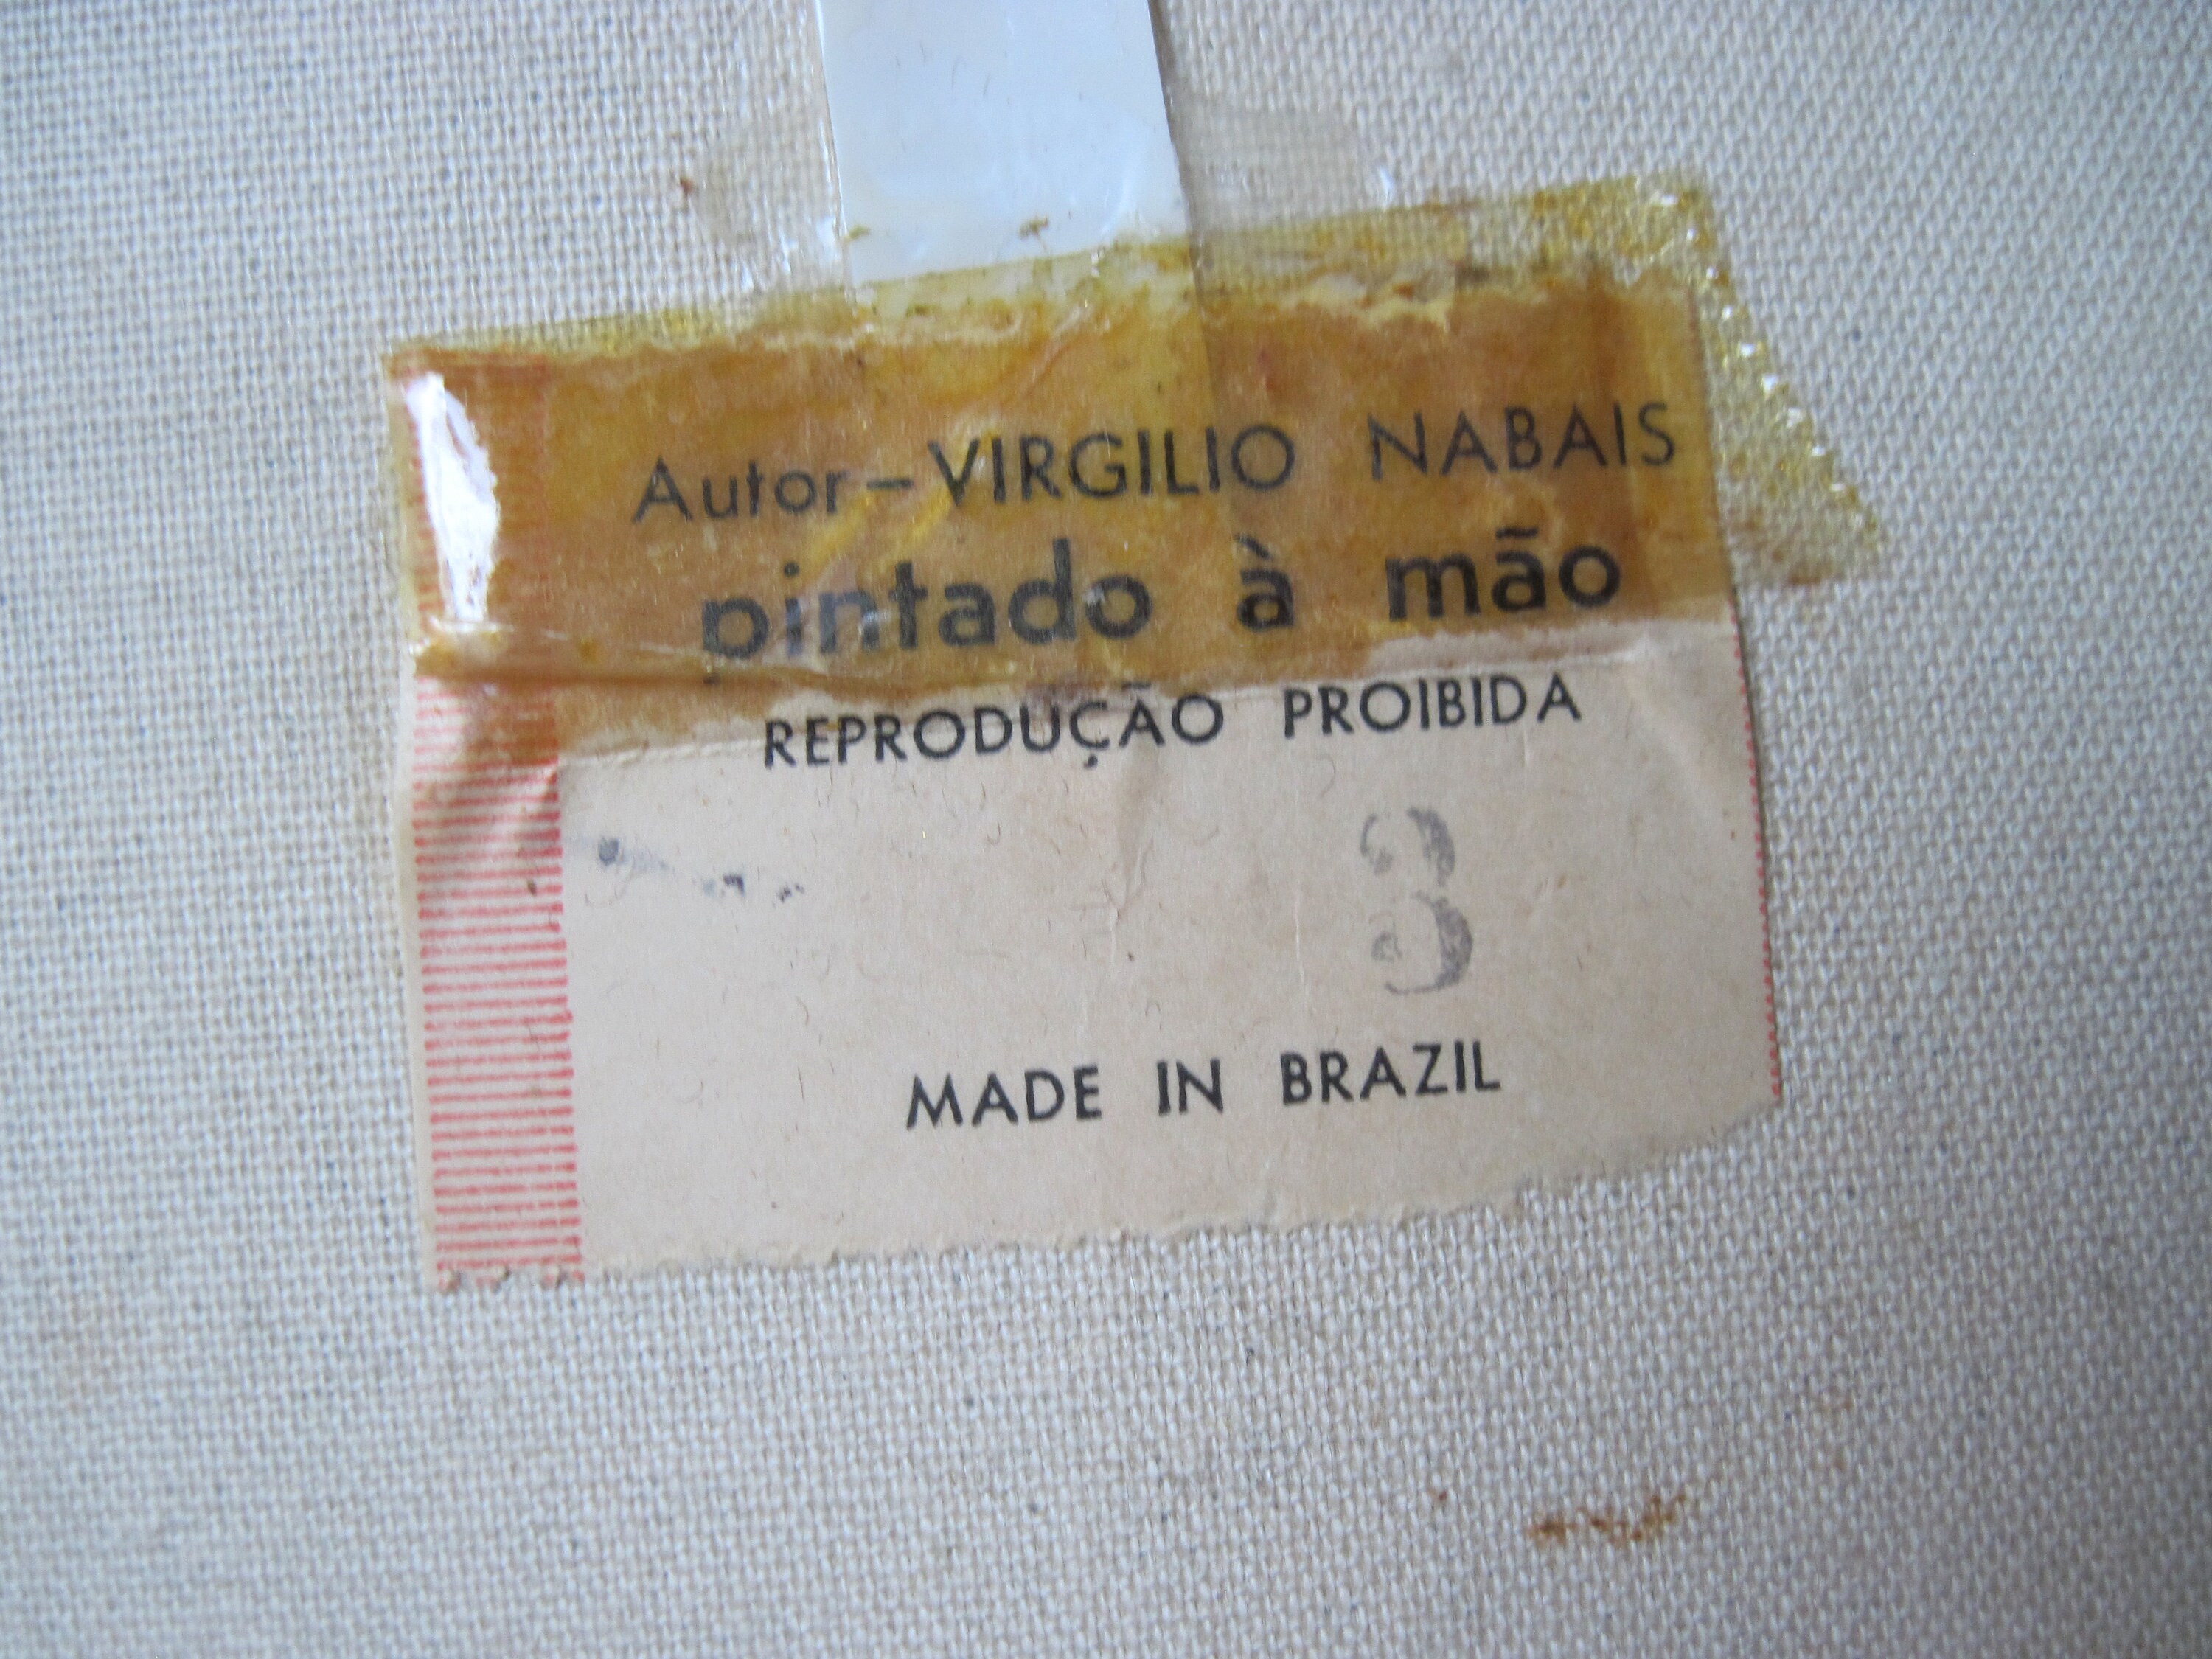 Autor – VIRGILIO NABAIS
pintado à mão
REPRODUÇÃO PROIBIDA
3
MADE IN BRAZIL